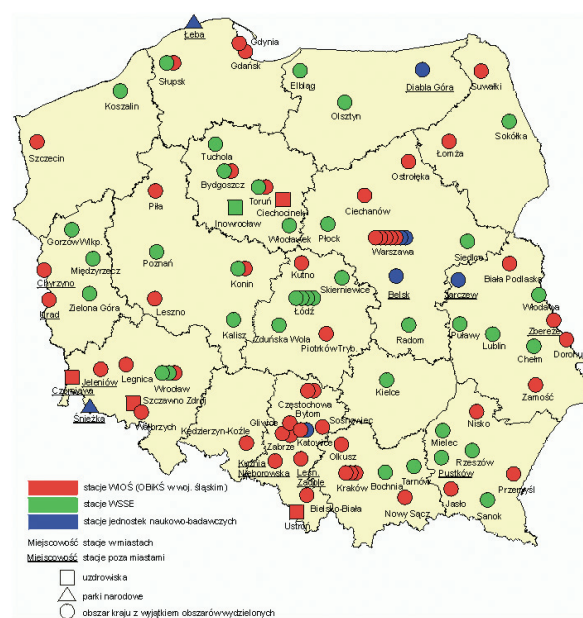 Łeba
Gdynia
Gdańsk
Słupsk
Koszalin
Elbląg
Diabla Góra
Suwałki
Olsztyn
Sokółka
Szczecin
Tuchola
Łomża
Bydgoszcz
Toruń
Ostrołęka
Piła
Ciechocinek
Ciechanów
Inowrocław
Włocławek
Płock
Warszawa
Gorzów Wlkp.
Siedlce
Międzyrzecz
Poznań
Konin
Kutno
Skierniewice
Biała Podlaska
Belsk
Jarczew
Zielona Góra
Leszno
Łódź
Włodawa
Kalisz
Zduńska Wola
Piotrków Tryb.
Radom
Puławy
Lublin
Zbereże
Chełm
Dorohu
Jeleniów
Legnica
Wrocław
Czerniawa
Szczawno Zdrój
Kielce
Zamość
Śnieżka
Wałbrzych
Częstochowa
Kędzierzyn-Koźle
Gliwice
Bytom
Sosnowiec
Nisko
Zabrze
Katowice
Olkusz
Mielec
Rzeszów
Kuźnia
Nieborowska
Kraków
Bochnia
Tarnów
Pustków
Przemyśl
Ustroń
Bielsko-Biała
Nowy Sącz
Jasło
Sanok
stacje WIOŚ (OBiKŚ w woj. śląskim)
stacje WSSE
stacje jednostek naukowo-badawczych
Miejscowość stacje w miastach
Miejscowość stacje poza miastami
uzdrowiska
parki narodowe
obszar kraju z wyjątkiem obszarów wydzielonych